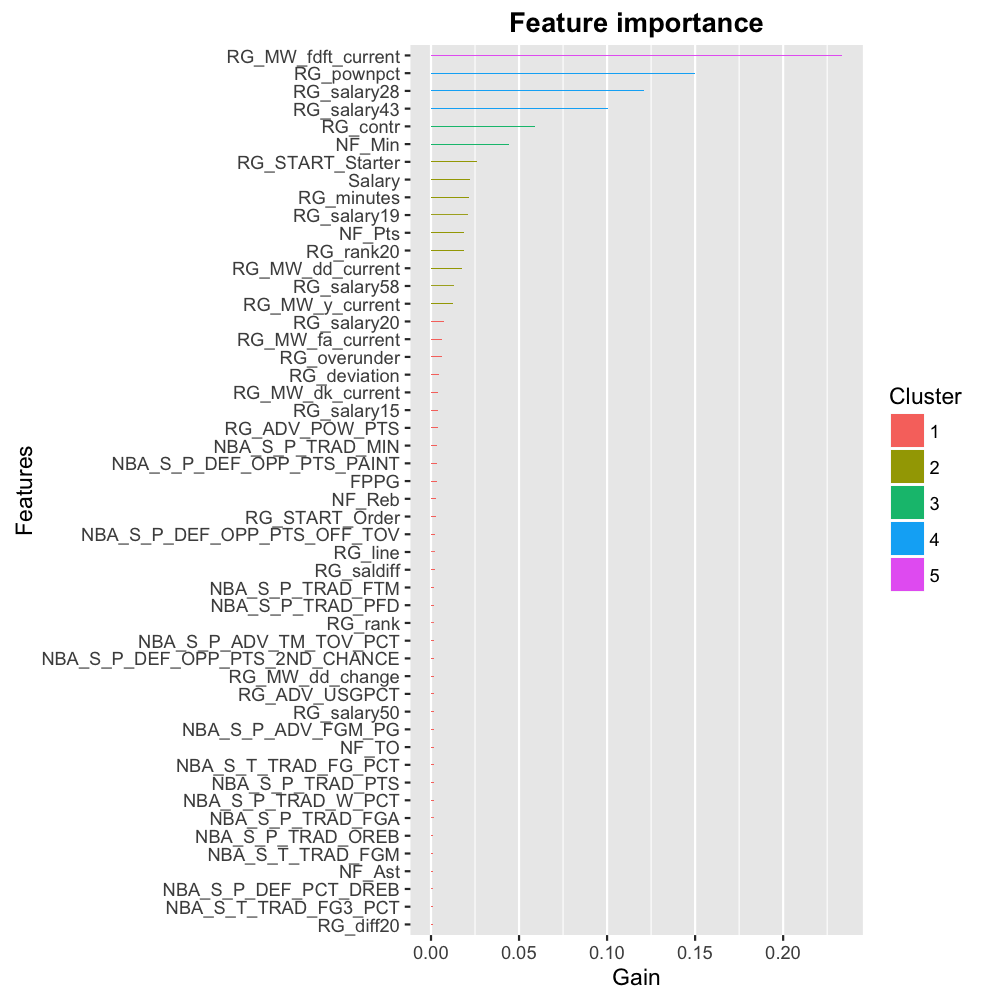 Feature importance
RG_MW_fdft_current
RG_pownpct
RG_salary28
RG_salary43
RG_contr
NF_Min
RG_START_Starter
Salary
RG_minutes
RG_salary19
NF_Pts
RG_rank20
RG_MW_dd_current
RG_salary58
RG_MW_y_current
RG_salary20
RG_MW_fa_current
RG_overunder
RG_deviation
RG_MW_dk_current
RG_salary15
RG_ADV_POW_PTS
NBA_S_P_TRAD_MIN
NBA_S_P_DEF_OPP_PTS_PAINT
FPPG
NF_Reb
RG_START_Order
NBA_S_P_DEF_OPP_PTS_OFF_TOV
RG_line
RG_saldiff
NBA_S_P_TRAD_FTM
NBA_S_P_TRAD_PFD
RG_rank
NBA_S_P_ADV_TM_TOV_PCT
NBA_S_P_DEF_OPP_PTS_2ND_CHANCE
RG_MW_dd_change
RG_ADV_USGPCT
RG_salary50
NBA_S_P_ADV_FGM_PG
NF_TO
NBA_S_T_TRAD_FG_PCT
NBA_S_P_TRAD_PTS
NBA_S_P_TRAD_W_PCT
NBA_S_P_TRAD_FGA
NBA_S_P_TRAD_OREB
NBA_S_T_TRAD_FGM
NF_Ast
NBA_S_P_DEF_PCT_DREB
NBA_S_T_TRAD_FG3_PCT
RG_diff20
Features
0.00 0.05 0.10 0.15 0.20
Gain
Cluster
1
2
3
4
5